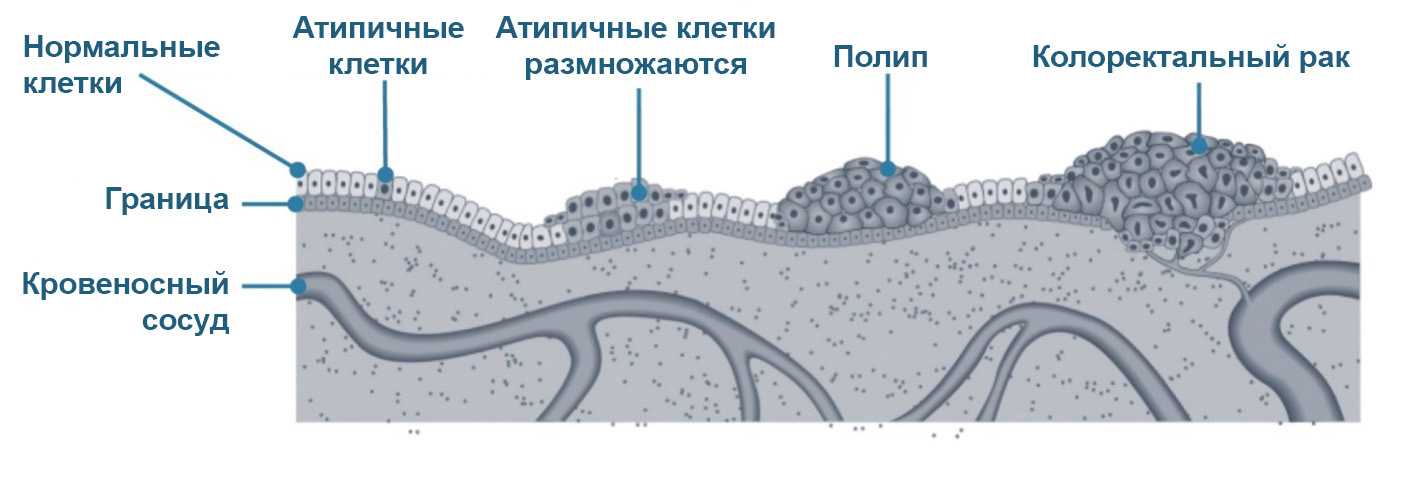 Нормальные
клетки
Атипичные
клетки
Атипичные клетки
размножаются
Полип
Колоректальный рак
Граница
Кровеносный
сосуд